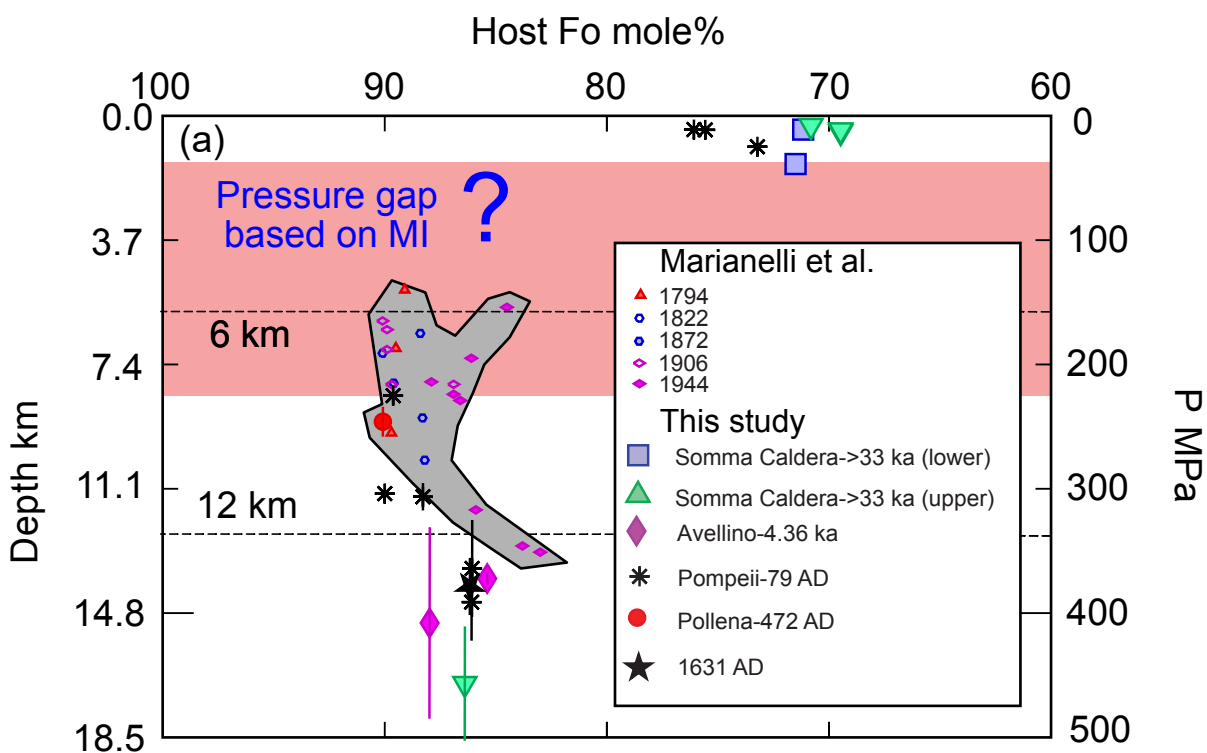 Host Fo mole%
100 90 80 70 60
0.0 0
(a)
Pressure gap ?
based on MI
3.7 100
6 km
7.4 200
11.1 300
12 km
14.8 400
18.5 500
Depth km
P MPa
Marianelli et al.
1794
1822
1872
1906
1944
This study
Somma Caldera->33 ka (lower)
Somma Caldera->33 ka (upper)
Avellino-4.36 ka
Pompeii-79 AD
Pollena-472 AD
1631 AD